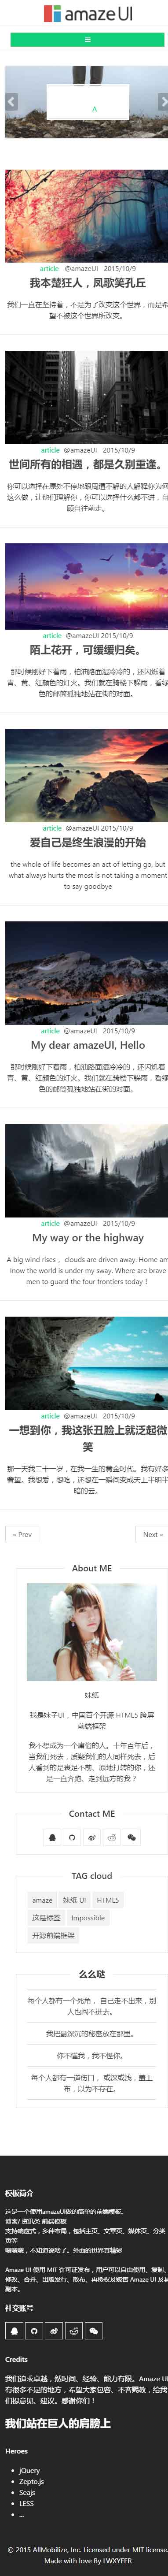 amaze UI
A
article @amazeUI 2015/10/9
我本楚狂人，凤歌笑孔丘
我们一直在坚持着，不是为了改变这个世界，而是希
望不被这个世界所改变。
article @amazeUI 2015/10/9
世间所有的相遇，都是久别重逢。
你可以选择在原处不停地跟周遭不解的人解释你为何
这么做，让他们理解你，你可以选择什么都不讲，自
顾自往前走。
article @amazeUI 2015/10/9
陌上花开，可缓缓归矣。
那时候刚好下着雨，柏油路面湿冷冷的，还闪烁着
青、黄、红颜色的灯火。我们就在骑楼下躲雨，看绿
色的邮筒孤独地站在街的对面。
article @amazeUI 2015/10/9
爱自己是终生浪漫的开始
the whole of life becomes an act of letting go, but
what always hurts the most is not taking a moment
to say goodbye
article @amazeUI 2015/10/9
My dear amazeUI, Hello
那时候刚好下着雨，柏油路面湿冷冷的，还闪烁着
青、黄、红颜色的灯火。我们就在骑楼下躲雨，看绿
色的邮筒孤独地站在街的对面。
article @amazeUI 2015/10/9
My way or the highway
A big wind rises， clouds are driven away. Home am
I now the world is under my sway. Where are brave
men to guard the four frontiers today！
article @amazeUI 2015/10/9
一想到你，我这张丑脸上就泛起微
笑
那一天我二十一岁，在我一生的黄金时代。我有好多
奢望。我想爱，想吃，还想在一瞬间变成天上半明半
暗的云。
« Prev
Next »
About ME
妹纸
我是妹子UI，中国首个开源 HTML5 跨屏
前端框架
我不想成为一个庸俗的人。十年百年后，
当我们死去，质疑我们的人同样死去，后
人看到的是裹足不前、原地打转的你，还
是一直奔跑、走到远方的我？
Contact ME
TAG cloud
amaze
妹纸 UI
HTML5
这是标签
Impossible
开源前端框架
么么哒
每个人都有一个死角， 自己走不出来，别
人也闯不进去。
我把最深沉的秘密放在那里。
你不懂我，我不怪你。
每个人都有一道伤口， 或深或浅，盖上
布，以为不存在。
模板简介
这是一个使用amazeUI做的简单的前端模板。
博客/ 资讯类 前端模板
支持响应式，多种布局，包括主页、文章页、媒体页、分类
页等
嗯嗯嗯，不知道说啥了。外面的世界真精彩
Amaze UI 使用 MIT 许可证发布，用户可以自由使用、复制、
修改、合并、出版发行、散布、再授权及贩售 Amaze UI 及其
副本。
社交账号
Credits
我们追求卓越，然时间、经验、能力有限。Amaze UI
有很多不足的地方，希望大家包容、不吝赐教，给我
们提意见、建议。感谢你们！
我们站在巨人的肩膀上
Heroes
jQuery
Zepto.js
Seajs
LESS
...
© 2015 AllMobilize, Inc. Licensed under MIT license.
Made with love By LWXYFER